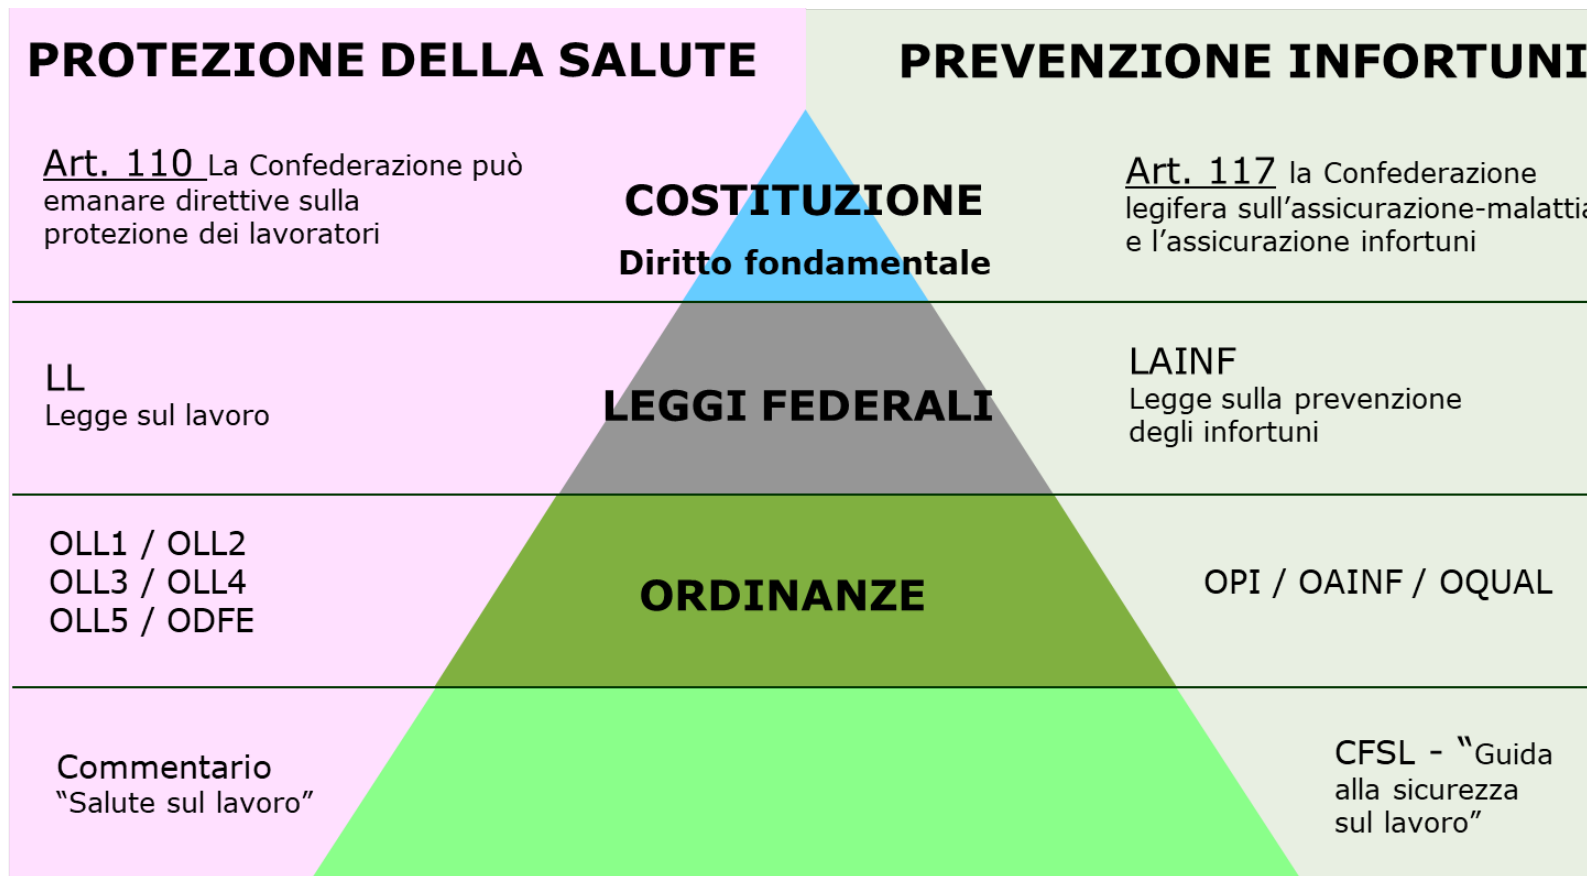 PROTEZIONE DELLA SALUTE
PREVENZIONE INFORTUNI
Art. 110 La Confederazione può
emanare direttive sulla
protezione dei lavoratori
COSTITUZIONE
Diritto fondamentale
Art. 117 la Confederazione
legifera sull’assicurazione-malattia
e l’assicurazione infortuni
LL
Legge sul lavoro
LEGGI FEDERALI
LAINF
Legge sulla prevenzione
degli infortuni
OLL1 / OLL2
OLL3 / OLL4
OLL5 / ODFE
ORDINANZE
OPI / OAINF / OQUAL
Commentario
“Salute sul lavoro”
CFSL - “Guida
alla sicurezza
sul lavoro”